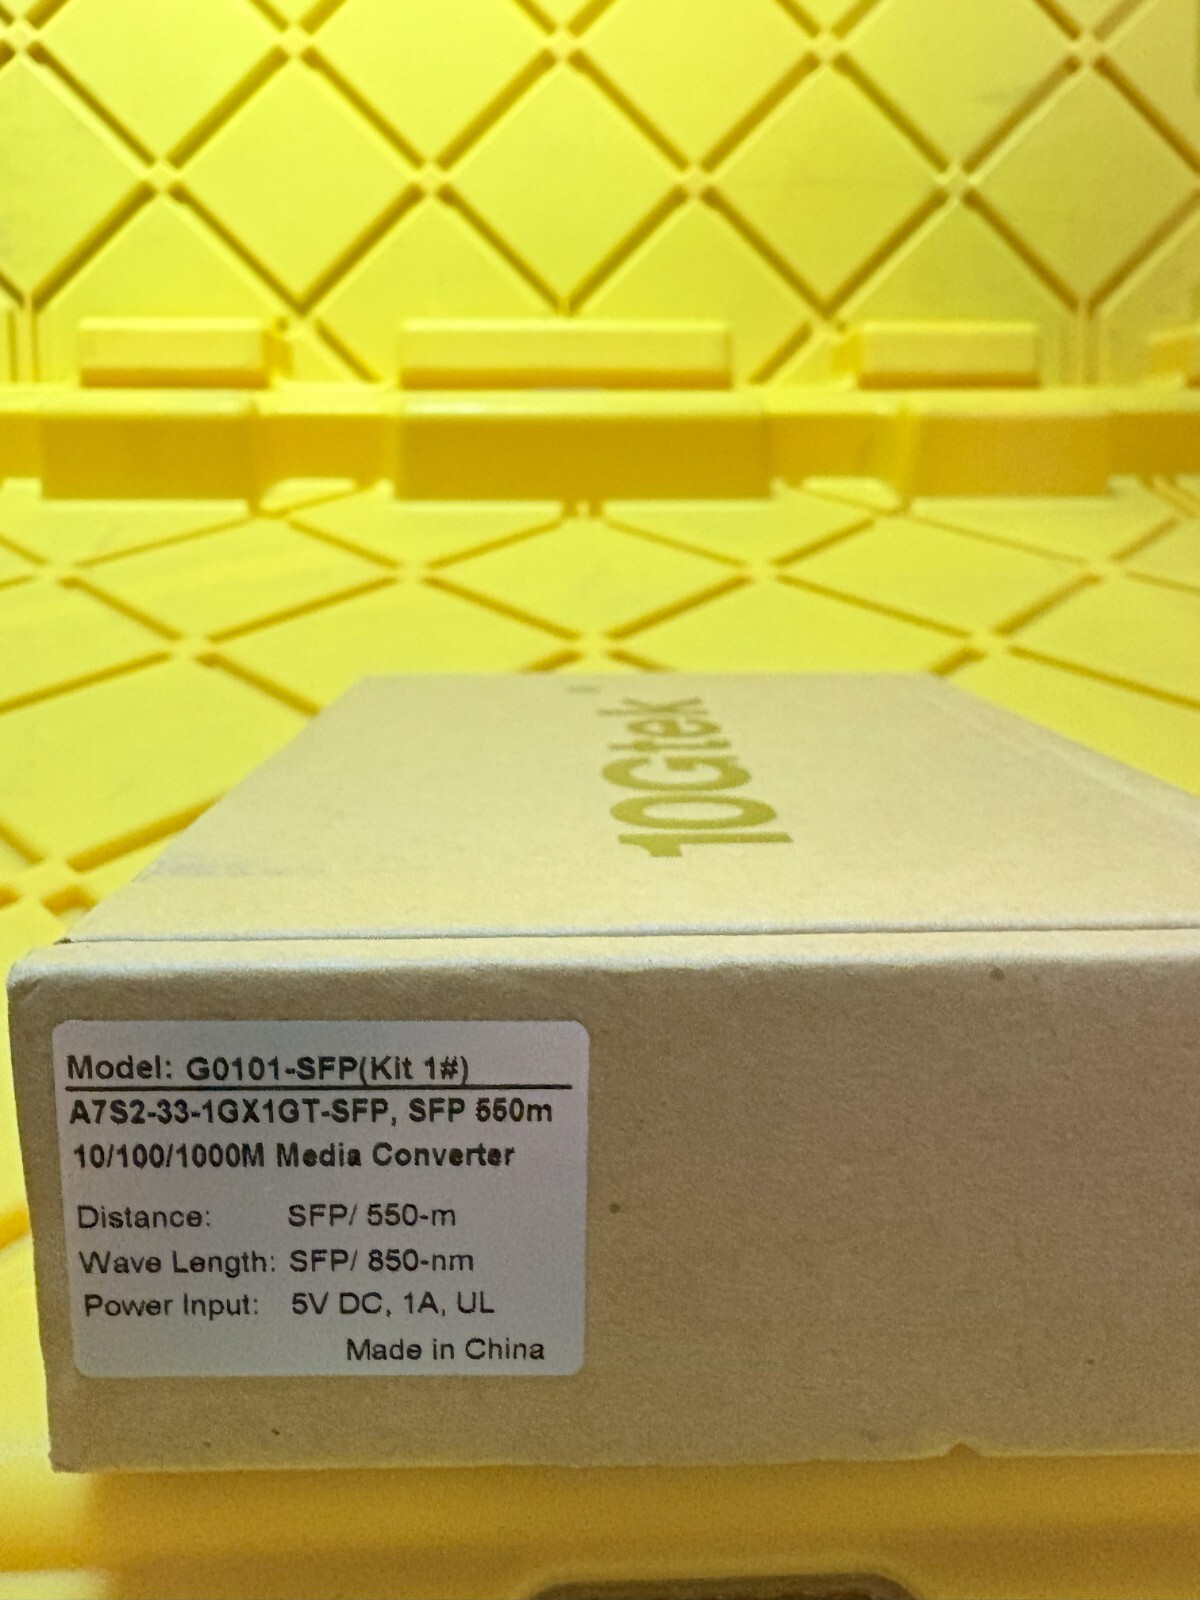 10Gtek
Model: G0101-SFP(Kit 1#)
A7S2-33-1GX1GT-SFP, SFP 550m
10/100/1000M Media Converter
Distance: SFP/ 550-m
Wave Length: SFP/ 850-nm
Power Input: 5V DC, 1A, UL
Made in China